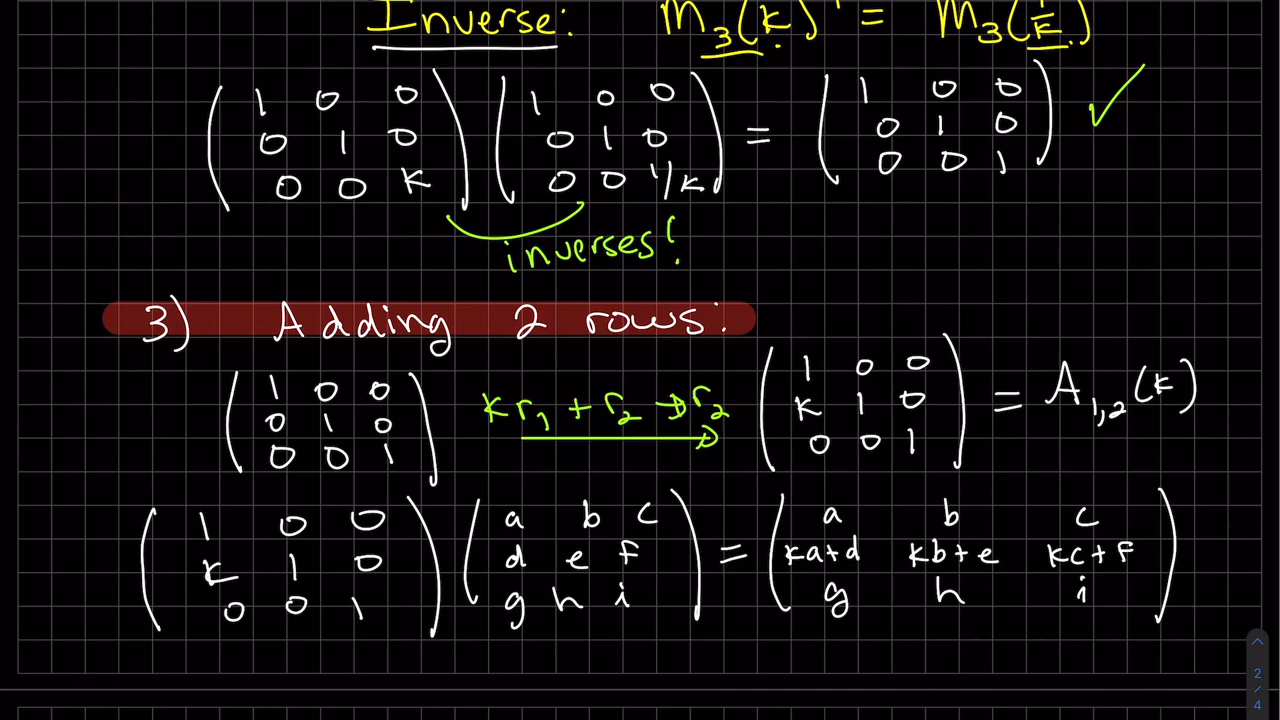 Inverse: M₃(k)⁻¹ = M₃(1/k)
( 1 0 0 ) ( 1 0 0 ) = ( 1 0 0 ) ✓
( 0 1 0 ) ( 0 1 0 ) ( 0 1 0 )
( 0 0 k ) ( 0 0 1/k ) ( 0 0 1 )
inverses!
3) Adding 2 rows:
( 1 0 0 ) kr₁ + r₂ → r₂ ( 1 0 0 ) = A₁,₂(k)
( 0 1 0 ) ( k 1 0 )
( 0 0 1 ) ( 0 0 1 )
( 1 0 0 ) ( a b c ) = ( a b c )
( k 1 0 ) ( d e f ) ( ka+d kb+e kc+f )
( 0 0 1 ) ( g h i ) ( g h i )
2 / 4